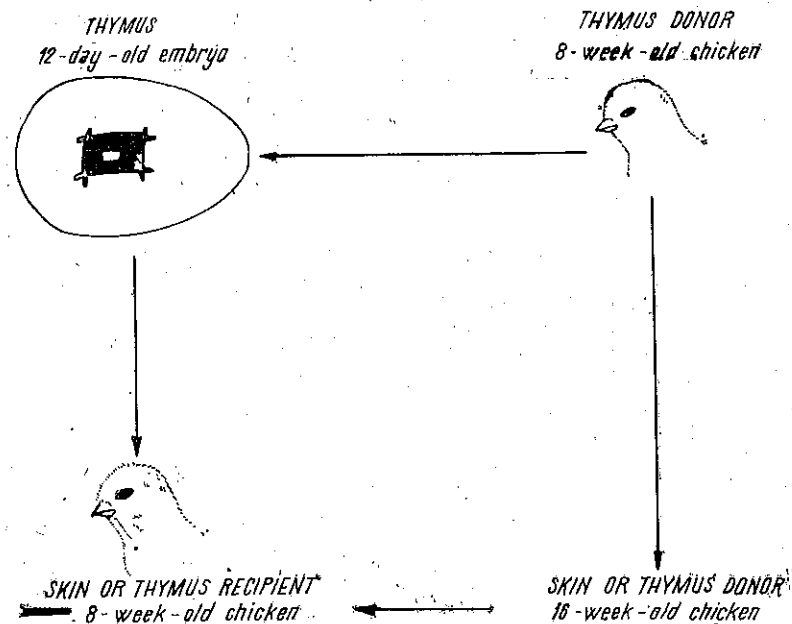 THYMUS
12-day-old embryo
THYMUS DONOR
8-week-old chicken
SKIN OR THYMUS RECIPIENT
8-week-old chicken
SKIN OR THYMUS DONOR
16-week-old chicken